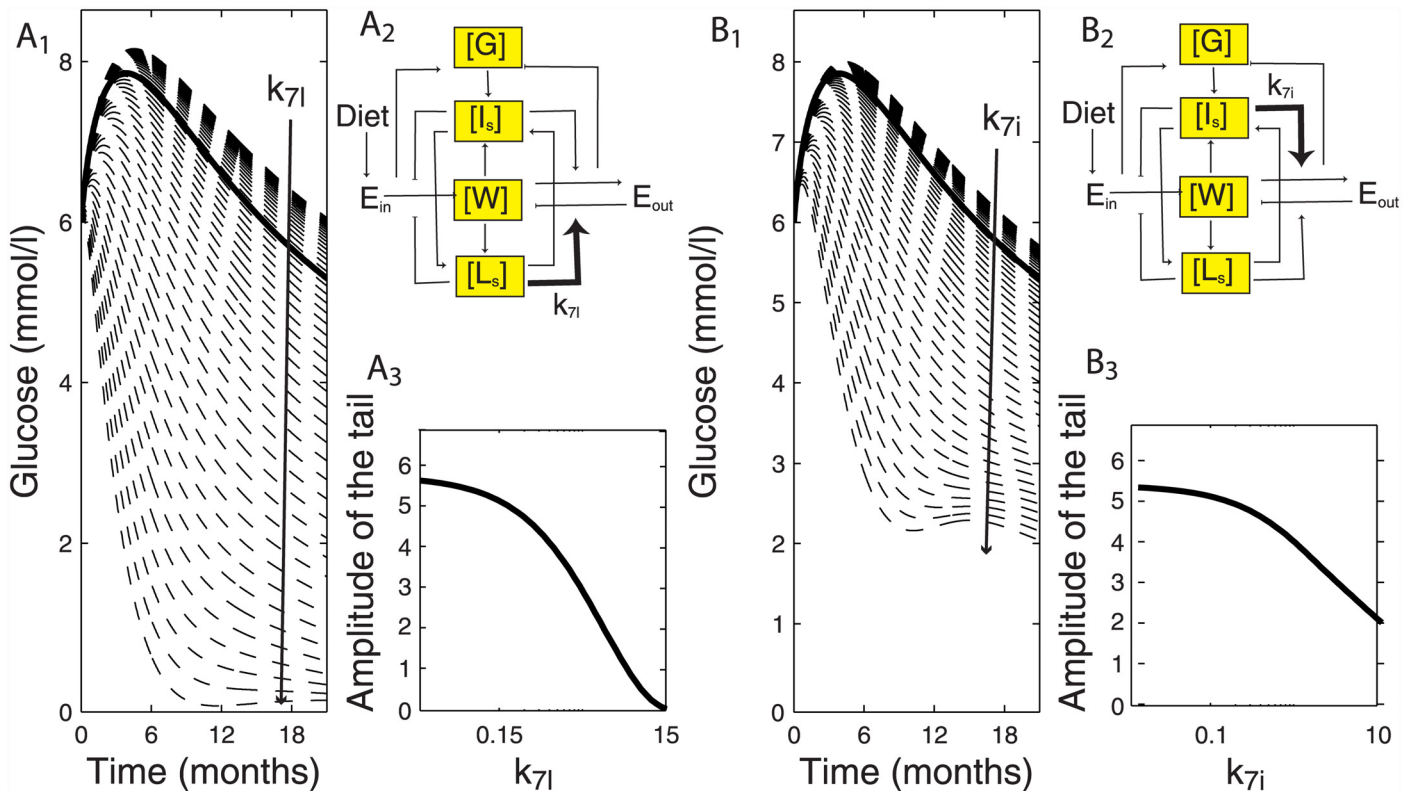 A1
Glucose (mmol/l)
8
6
4
2
0
k7l
0 6 12 18
Time (months)
A2
[G]
[Is]
[W]
[Ls]
Diet
Ein
Eout
k7l
A3
Amplitude of the tail
6
5
4
3
2
1
0
0.15 15
k7l
B1
Glucose (mmol/l)
8
7
6
5
4
3
2
1
0
k7i
0 6 12 18
Time (months)
B2
[G]
k7i
[Is]
Diet
[W]
Ein
Eout
[Ls]
B3
Amplitude of the tail
6
5
4
3
2
1
0
0.1 10
k7i